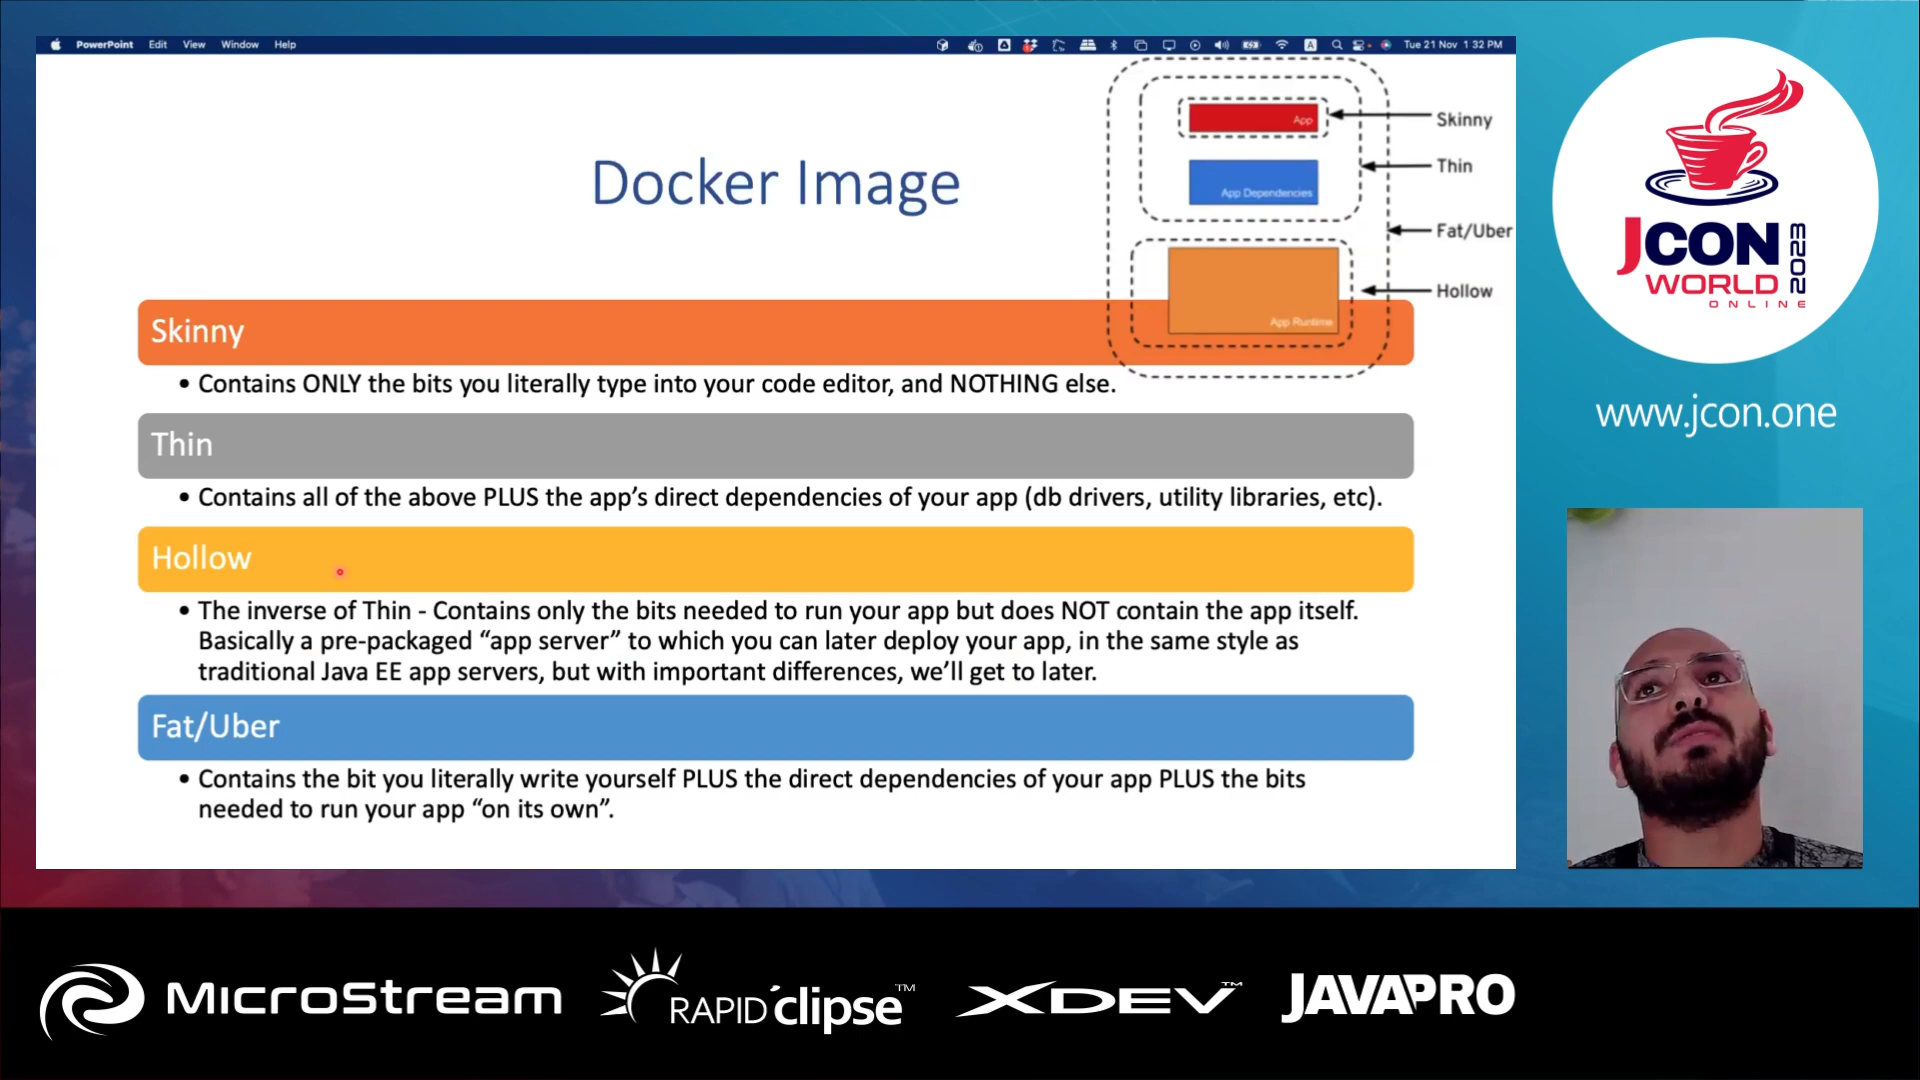 PowerPoint Edit View Window Help
A
Tue 21 Nov 1 32 PM
Docker Image
App
App Dependencies
App Runtime
Skinny
Thin
Fat/Uber
Hollow
Skinny
• Contains ONLY the bits you literally type into your code editor, and NOTHING else.
Thin
• Contains all of the above PLUS the app’s direct dependencies of your app (db drivers, utility libraries, etc).
Hollow
• The inverse of Thin - Contains only the bits needed to run your app but does NOT contain the app itself.
Basically a pre-packaged “app server” to which you can later deploy your app, in the same style as
traditional Java EE app servers, but with important differences, we’ll get to later.
Fat/Uber
• Contains the bit you literally write yourself PLUS the direct dependencies of your app PLUS the bits
needed to run your app “on its own”.
JCON
WORLD
ONLINE
2023
www.jcon.one
MicroStream
RAPID'clipse™
XDEV™
JAVAPRO